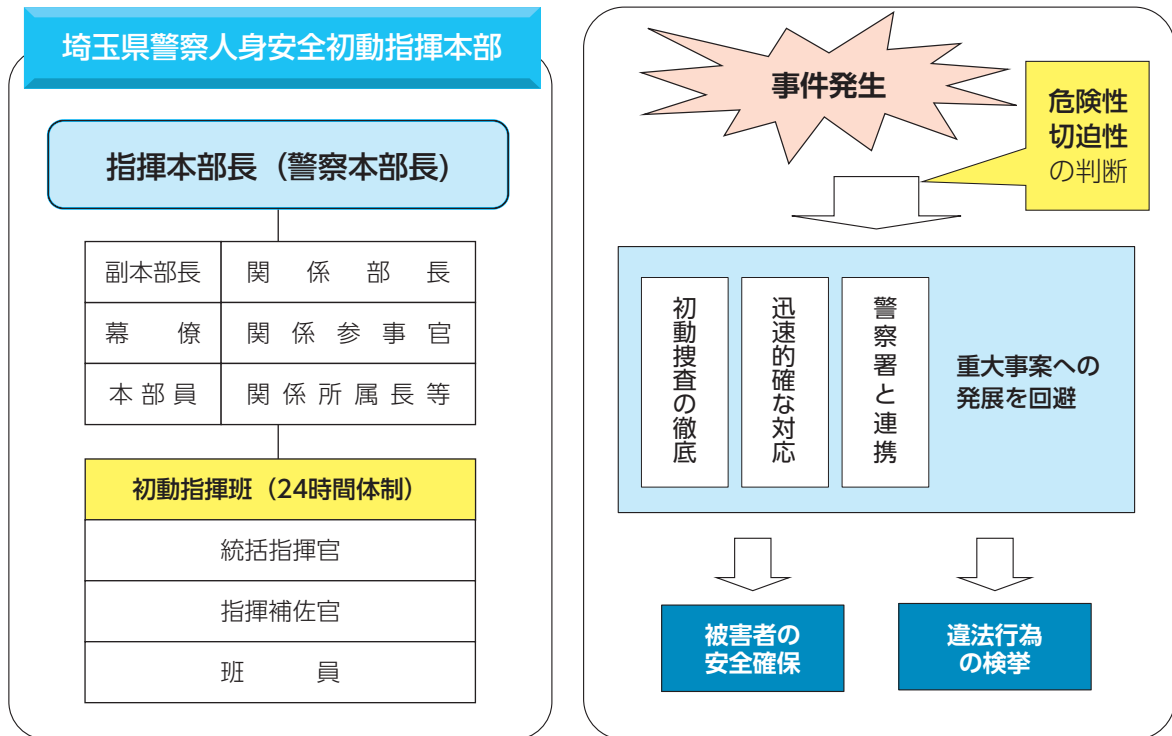 埼玉県警察人身安全初動指揮本部
指揮本部長（警察本部長）
副本部長 関係部長
幕僚 関係参事官
本部員 関係所属長等
初動指揮班（24時間体制）
統括指揮官
指揮補佐官
班員
事件発生
危険性
切迫性
の判断
初動捜査の徹底
迅速的確な対応
警察署と連携
重大事案への
発展を回避
被害者の
安全確保
違法行為
の検挙